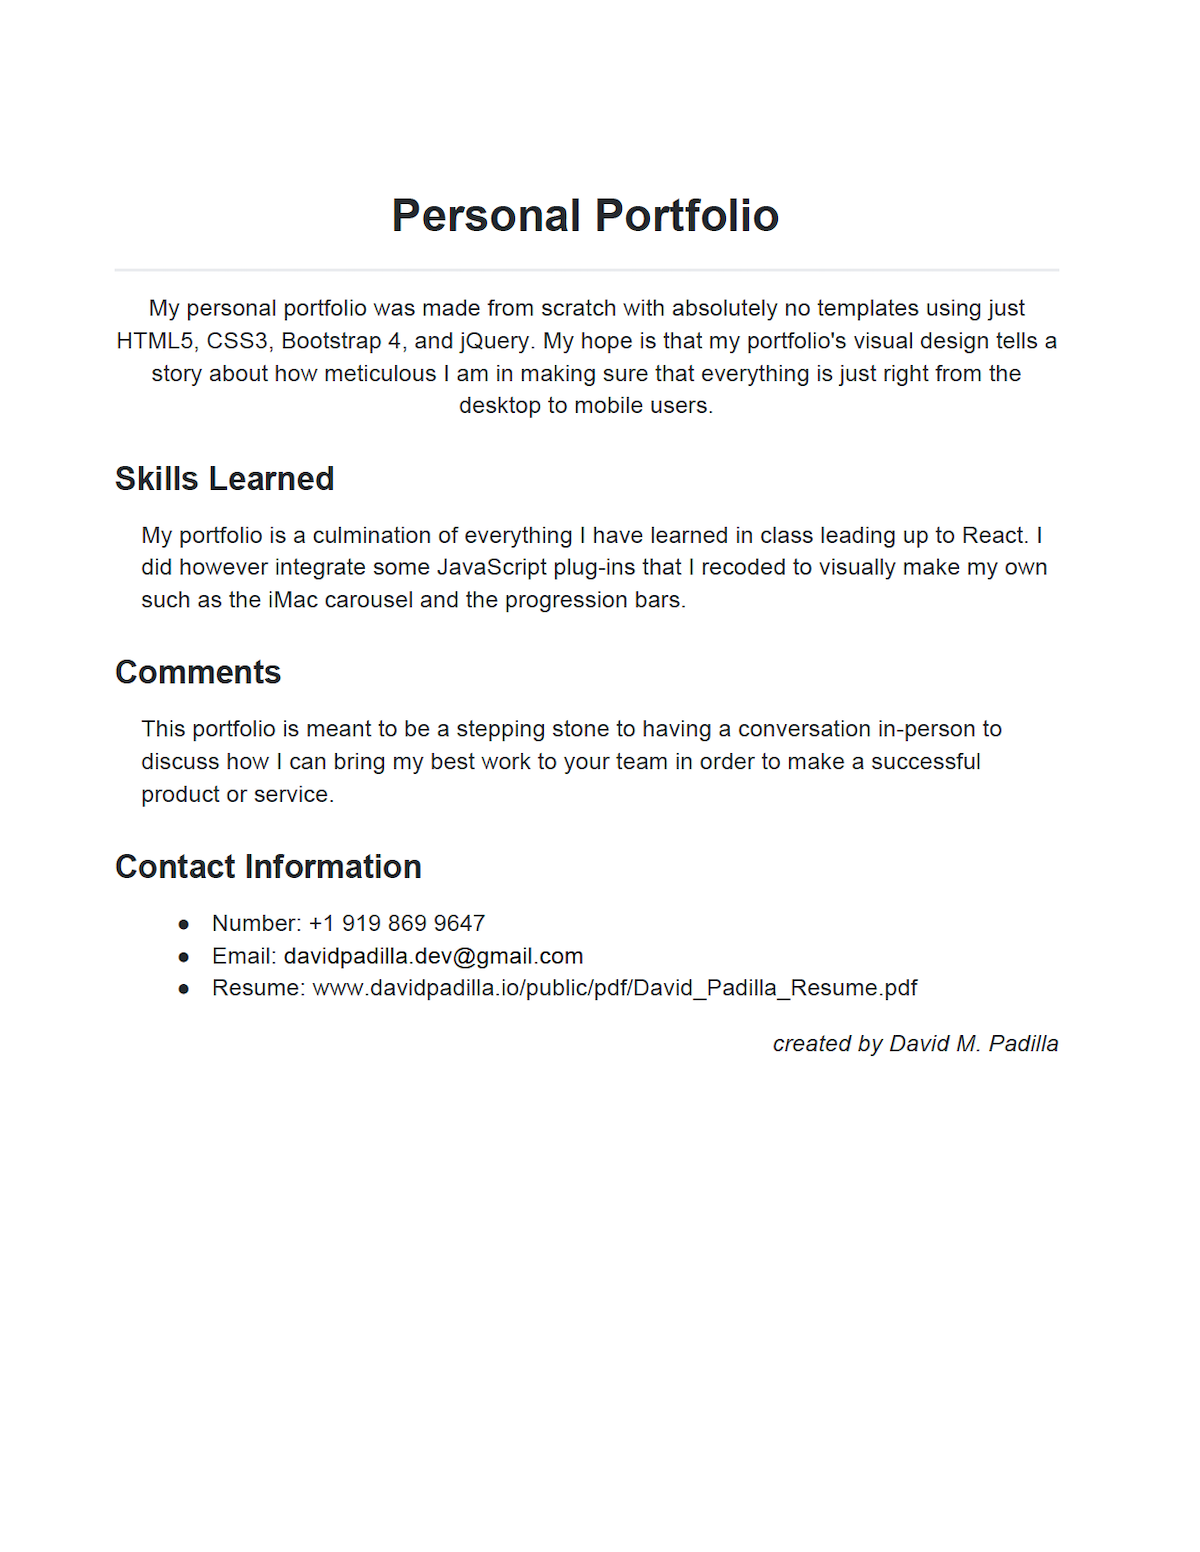 Personal Portfolio
My personal portfolio was made from scratch with absolutely no templates using just
HTML5, CSS3, Bootstrap 4, and jQuery. My hope is that my portfolio's visual design tells a
story about how meticulous I am in making sure that everything is just right from the
desktop to mobile users.
Skills Learned
My portfolio is a culmination of everything I have learned in class leading up to React. I
did however integrate some JavaScript plug-ins that I recoded to visually make my own
such as the iMac carousel and the progression bars.
Comments
This portfolio is meant to be a stepping stone to having a conversation in-person to
discuss how I can bring my best work to your team in order to make a successful
product or service.
Contact Information
● Number: +1 919 869 9647
● Email: davidpadilla.dev@gmail.com
● Resume: www.davidpadilla.io/public/pdf/David_Padilla_Resume.pdf
created by David M. Padilla